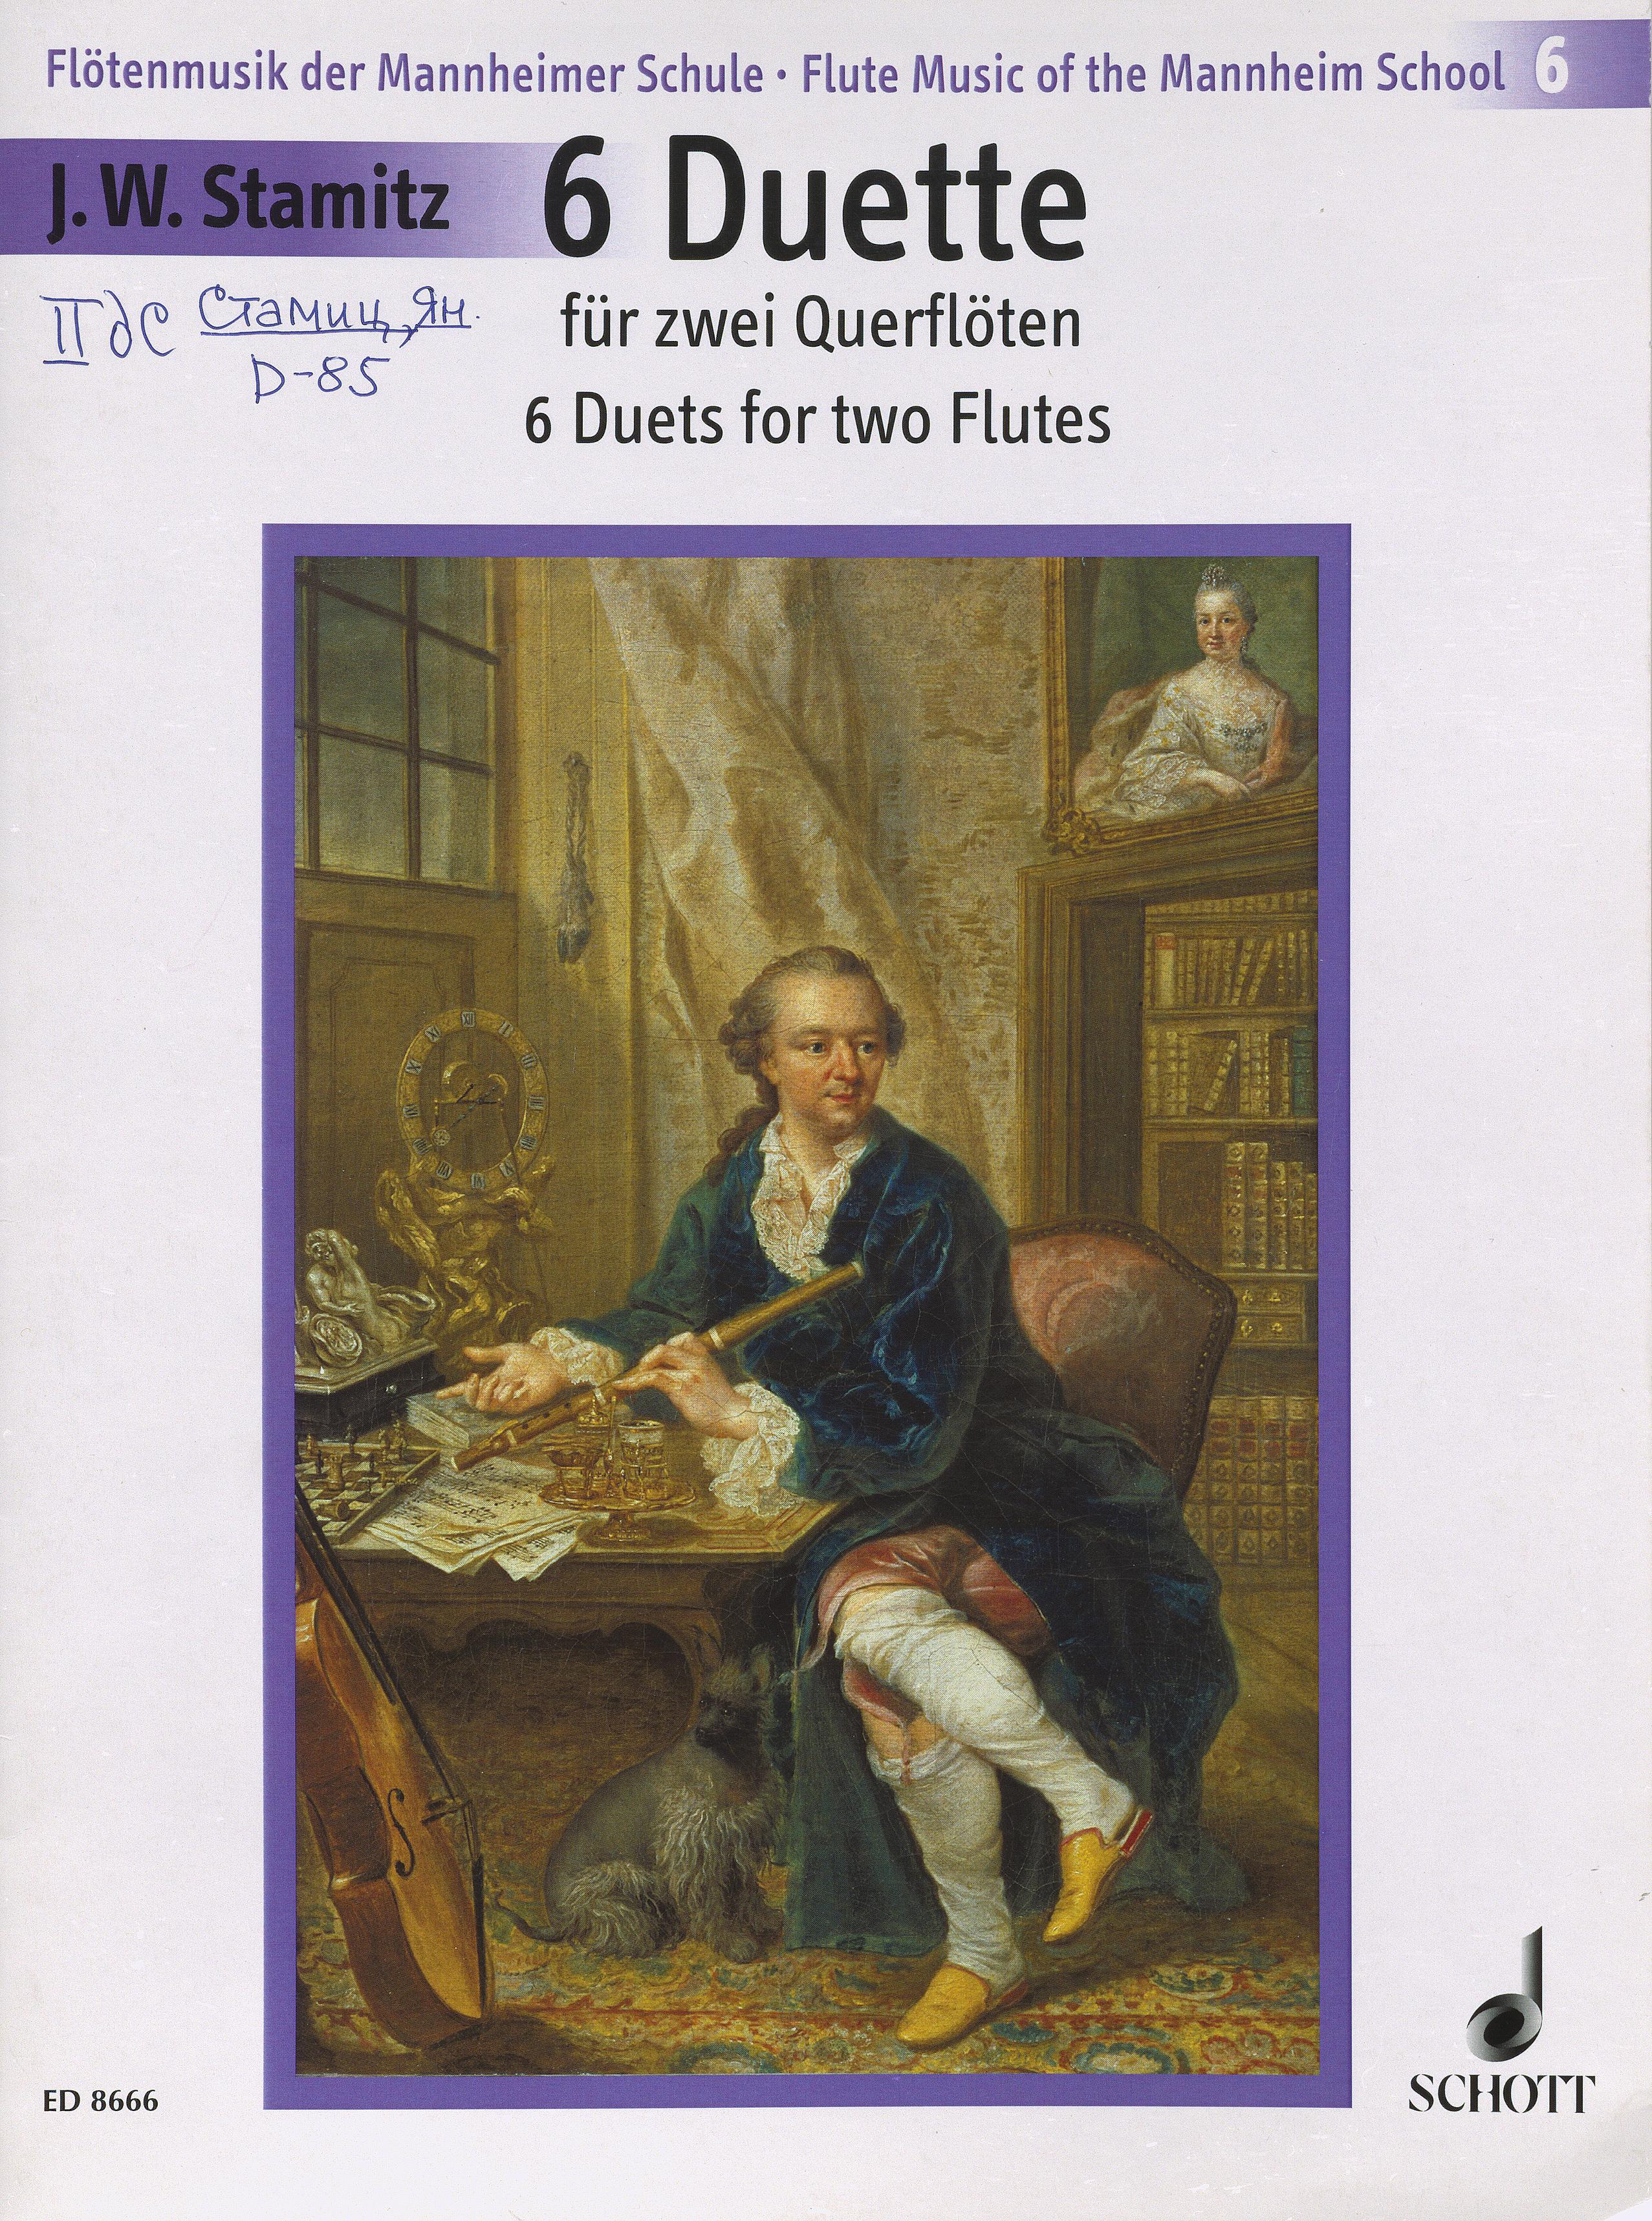 Flötenmusik der Mannheimer Schule • Flute Music of the Mannheim School 6
J. W. Stamitz
6 Duette
für zwei Querflöten
6 Duets for two Flutes
II дс Стамиц, Ян.
D-85
ED 8666
SCHOTT